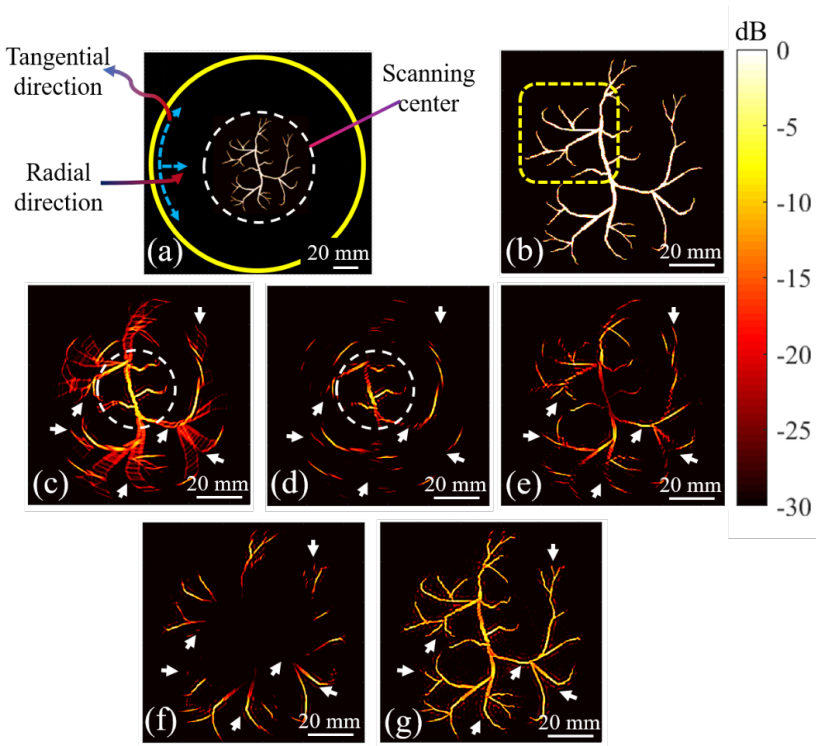 dB
Tangential
direction
Scanning
center
Radial
direction
(a)
20 mm
(b)
20 mm
0
-5
-10
-15
-20
-25
-30
(c)
20 mm
(d)
20 mm
(e)
20 mm
(f)
20 mm
(g)
20 mm